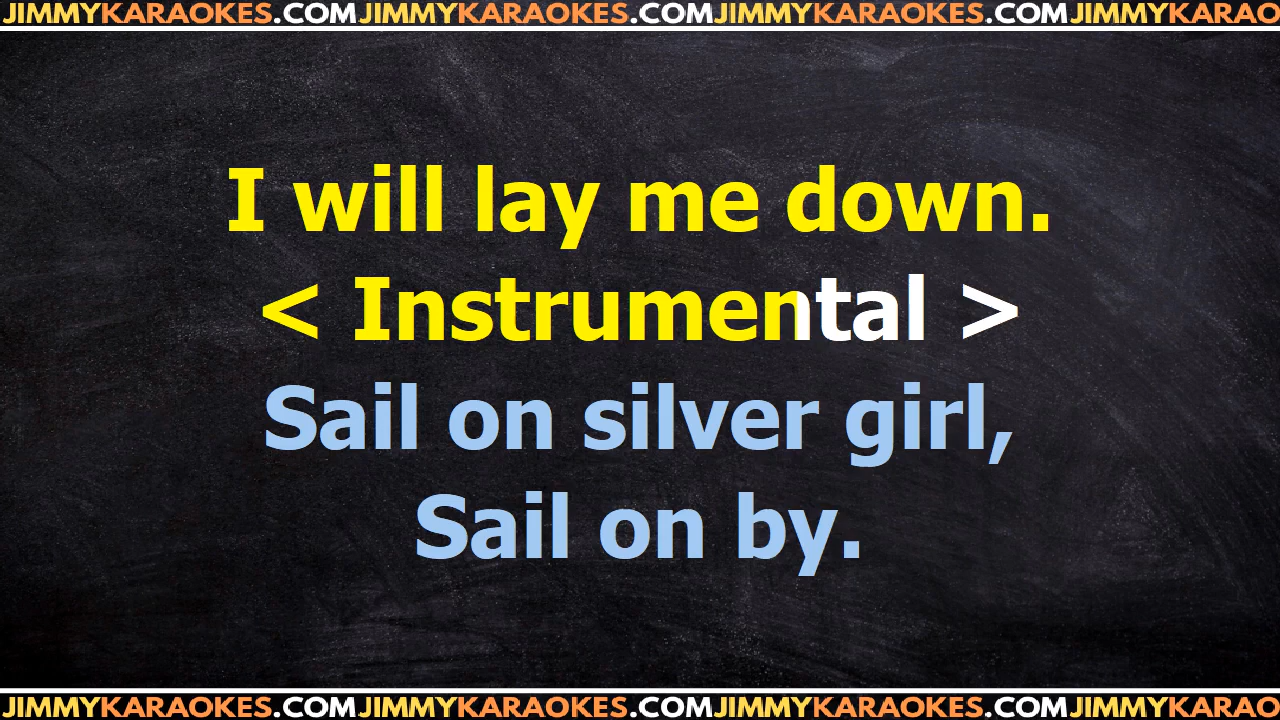 JIMMYKARAOKES.COMJIMMYKARAOKES.COMJIMMYKARAOKES.COMJIMMYKARAO
I will lay me down.
< Instrumental >
Sail on silver girl,
Sail on by.
JIMMYKARAOKES.COMJIMMYKARAOKES.COMJIMMYKARAOKES.COMJIMMYKARAO